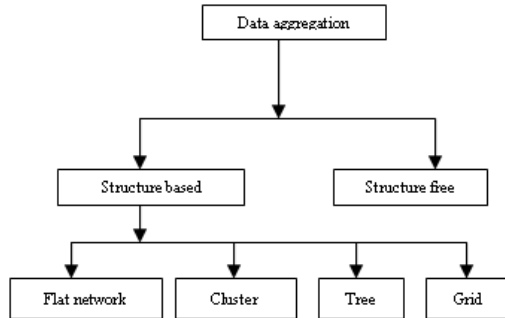 Data aggregation
Structure based
Structure free
Flat network
Cluster
Tree
Grid